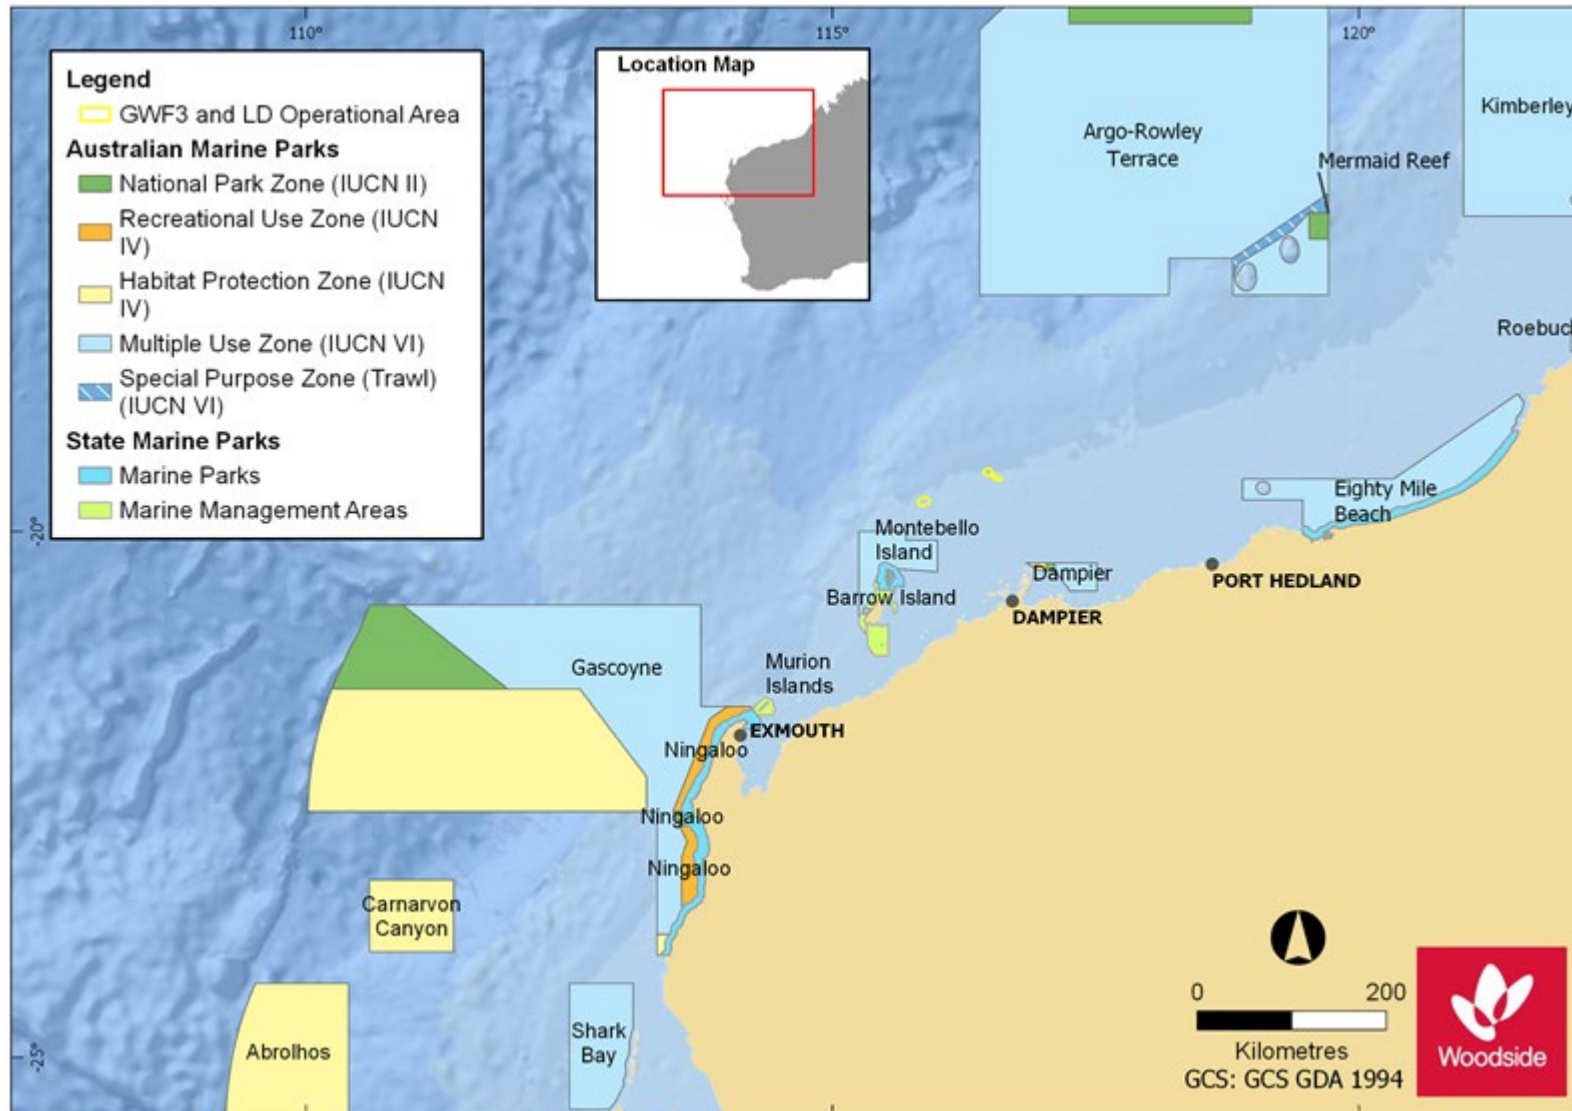 110°
115°
120°
Legend
GWF3 and LD Operational Area
Australian Marine Parks
National Park Zone (IUCN II)
Recreational Use Zone (IUCN
IV)
Habitat Protection Zone (IUCN
IV)
Multiple Use Zone (IUCN VI)
Special Purpose Zone (Trawl)
(IUCN VI)
State Marine Parks
Marine Parks
Marine Management Areas
Location Map
Argo-Rowley
Terrace
Mermaid Reef
Kimberley
Roebuc
Eighty Mile
Beach
-20°
Montebello
Island
Barrow Island
Dampier
PORT HEDLAND
DAMPIER
Murion
Islands
Gascoyne
EXMOUTH
Ningaloo
Ningaloo
Ningaloo
Carnarvon
Canyon
Abrolhos
Shark
Bay
-25°
0 200
Kilometres
GCS: GCS GDA 1994
Woodside